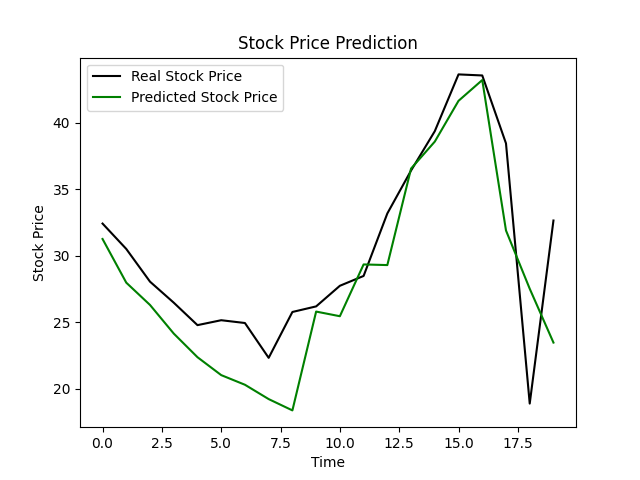 Stock Price Prediction
Real Stock Price
Predicted Stock Price
Stock Price
40
35
30
25
20
0.0 2.5 5.0 7.5 10.0 12.5 15.0 17.5
Time